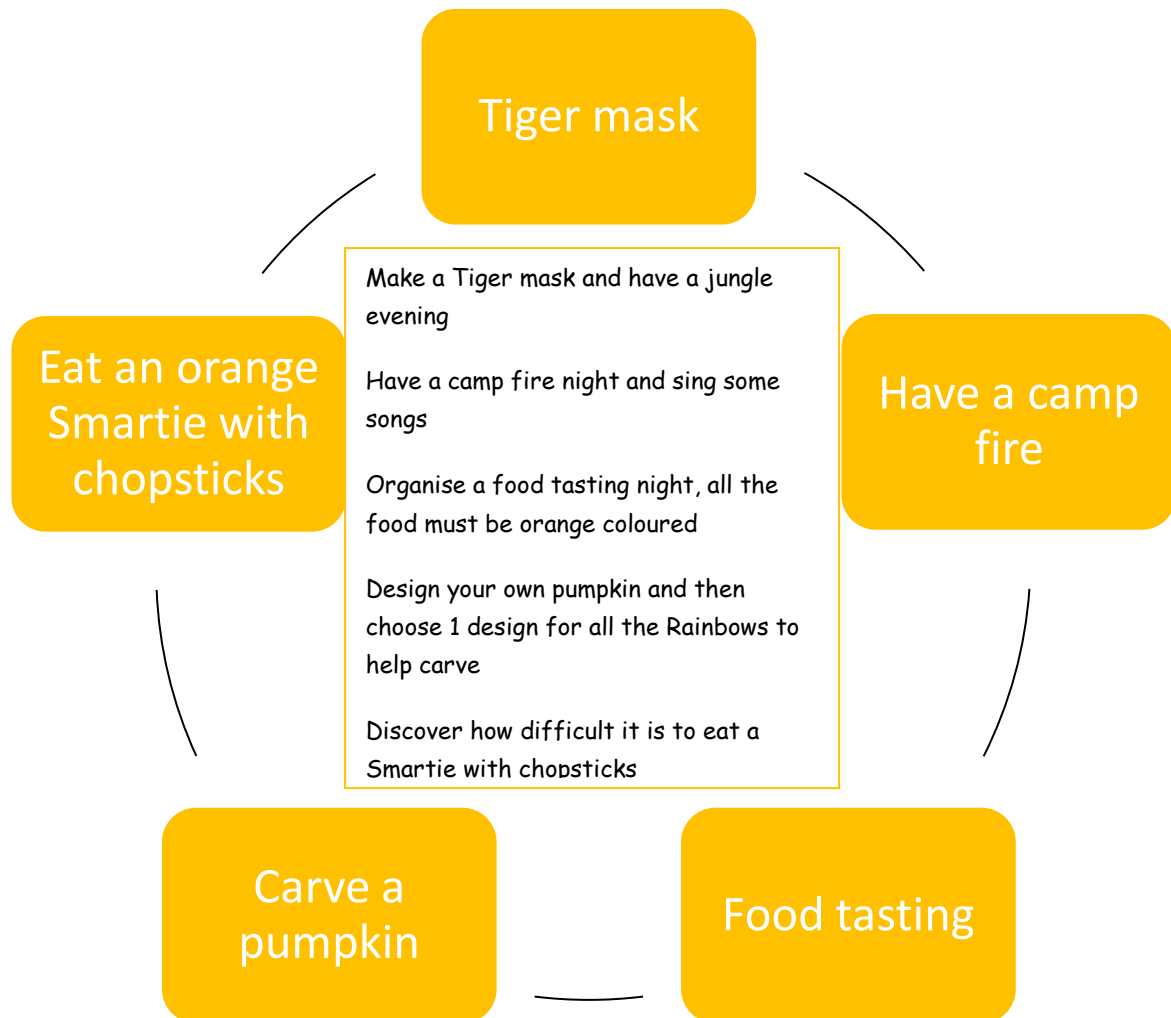 Tiger mask
Make a Tiger mask and have a jungle
evening
Have a camp fire night and sing some
songs
Organise a food tasting night, all the
food must be orange coloured
Design your own pumpkin and then
choose 1 design for all the Rainbows to
help carve
Discover how difficult it is to eat a
Smartie with chopsticks
Eat an orange
Smartie with
chopsticks
Have a camp
fire
Carve a
pumpkin
Food tasting